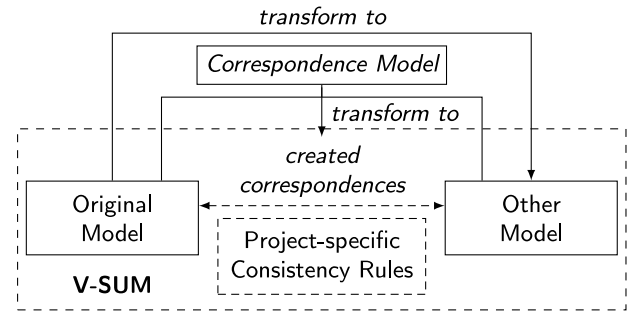 transform to
Correspondence Model
transform to
created
correspondences
Original
Model
Other
Model
Project-specific
Consistency Rules
V-SUM